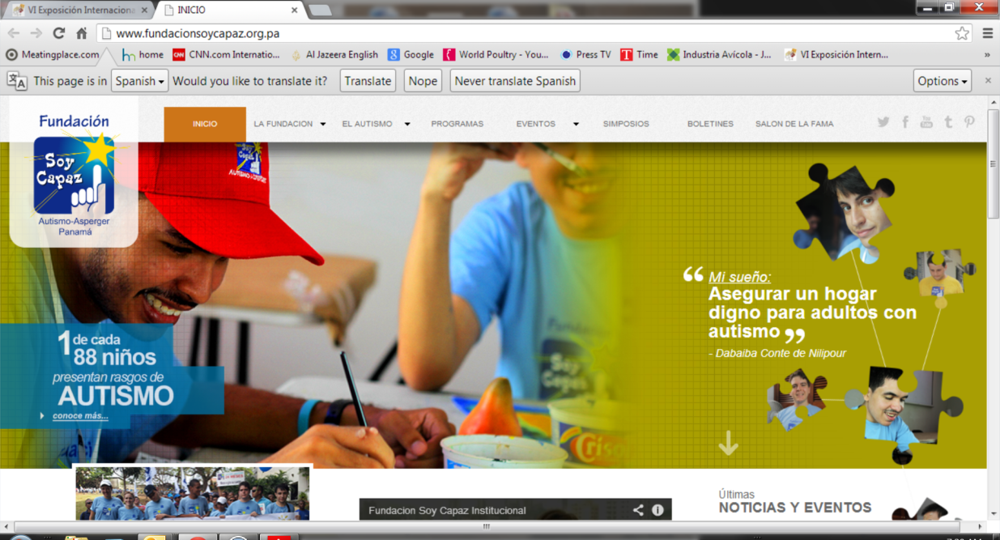 VI Exposición Internaciona
INICIO
www.fundacionsoycapaz.org.pa
Meatingplace.com
home
CNN.com Internatio...
Al Jazeera English
Google
World Poultry - You...
Press TV
Time
Industria Avícola - J...
VI Exposición Intern...
This page is in Spanish Would you like to translate it? Translate Nope Never translate Spanish Options
Fundación
Soy
Capaz
Autismo-Asperger
Panamá
INICIO
LA FUNDACION
EL AUTISMO
PROGRAMAS
EVENTOS
SIMPOSIOS
BOLETINES
SALON DE LA FAMA
Soy
Capaz
“ Mi sueño:
Asegurar un hogar
digno para adultos con
autismo ”
- Dabaiba Conte de Nilipour
1 de cada
88 niños
presentan rasgos de
AUTISMO
conoce más...
Fundacion Soy Capaz Institucional
Últimas
NOTICIAS Y EVENTOS